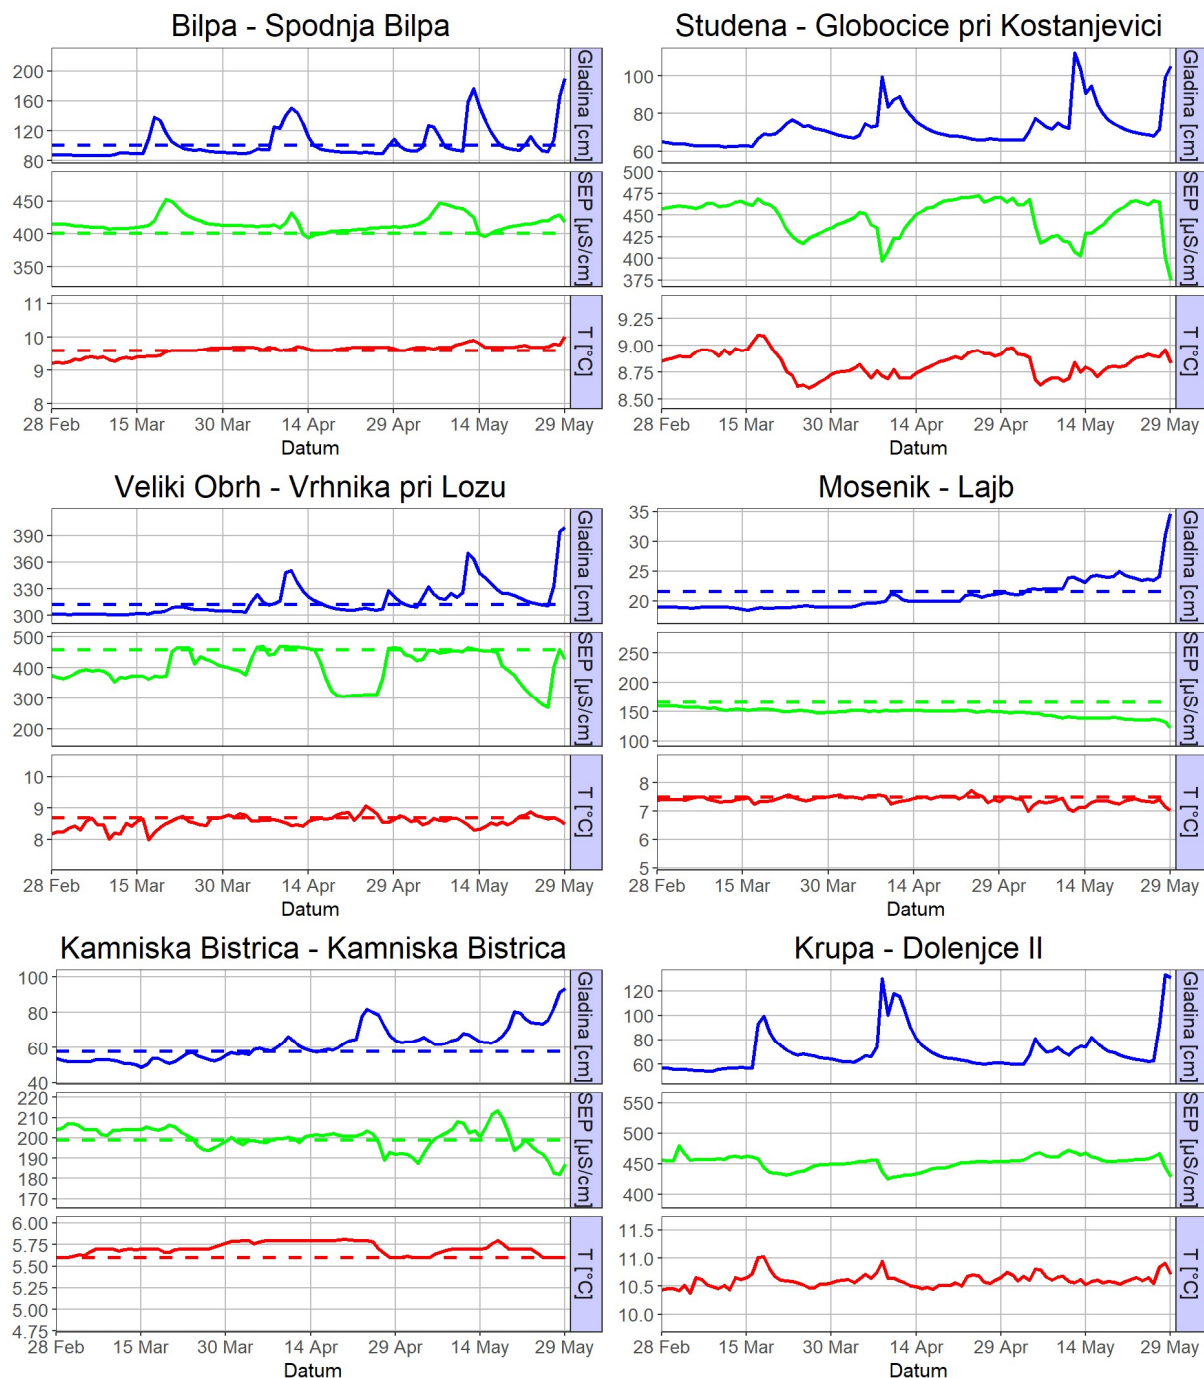 Bilpa - Spodnja Bilpa
200
160
120
80
Gladina [cm]
450
400
350
SEP [µS/cm]
11
10
9
8
T [°C]
28 Feb 15 Mar 30 Mar 14 Apr 29 Apr 14 May 29 May
Datum
Studena - Globocice pri Kostanjevici
100
80
60
Gladina [cm]
500
475
450
425
400
375
SEP [µS/cm]
9.25
9.00
8.75
8.50
T [°C]
28 Feb 15 Mar 30 Mar 14 Apr 29 Apr 14 May 29 May
Datum
Veliki Obrh - Vrhnika pri Lozu
390
360
330
300
Gladina [cm]
500
400
300
200
SEP [µS/cm]
10
9
8
T [°C]
28 Feb 15 Mar 30 Mar 14 Apr 29 Apr 14 May 29 May
Datum
Mosenik - Lajb
35
30
25
20
Gladina [cm]
250
200
150
100
SEP [µS/cm]
8
7
6
5
T [°C]
28 Feb 15 Mar 30 Mar 14 Apr 29 Apr 14 May 29 May
Datum
Kamniska Bistrica - Kamniska Bistrica
100
80
60
40
Gladina [cm]
220
210
200
190
180
170
SEP [µS/cm]
6.00
5.75
5.50
5.25
5.00
4.75
T [°C]
28 Feb 15 Mar 30 Mar 14 Apr 29 Apr 14 May 29 May
Datum
Krupa - Dolenjce II
120
100
80
60
Gladina [cm]
550
500
450
400
SEP [µS/cm]
11.5
11.0
10.5
10.0
T [°C]
28 Feb 15 Mar 30 Mar 14 Apr 29 Apr 14 May 29 May
Datum